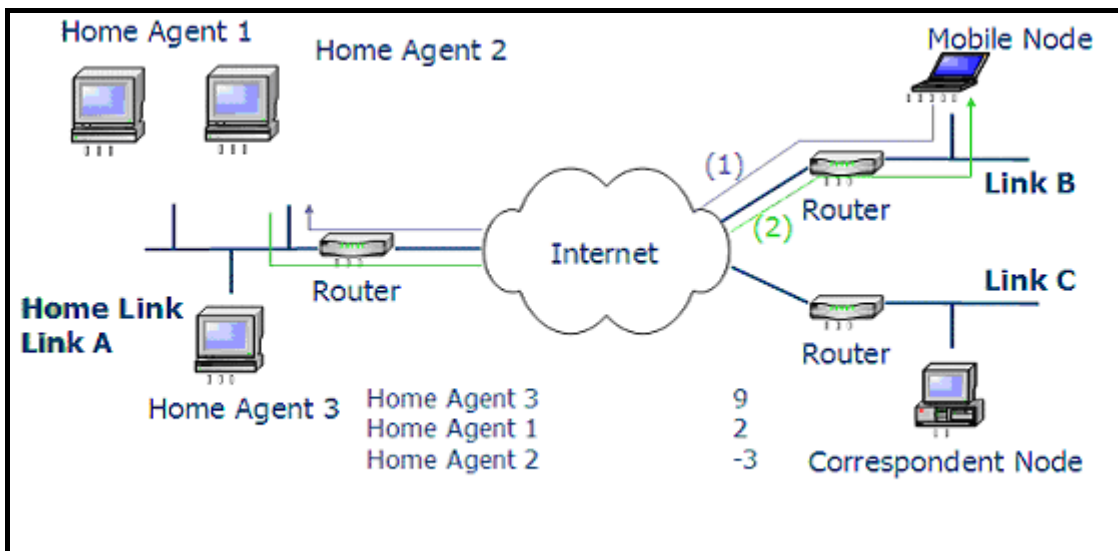 Home Agent 1
Home Agent 2
Mobile Node
(1)
Link B
Router
(2)
Internet
Router
Link C
Home Link
Link A
Router
Home Agent 3
Home Agent 3 9
Home Agent 1 2
Home Agent 2 -3
Correspondent Node